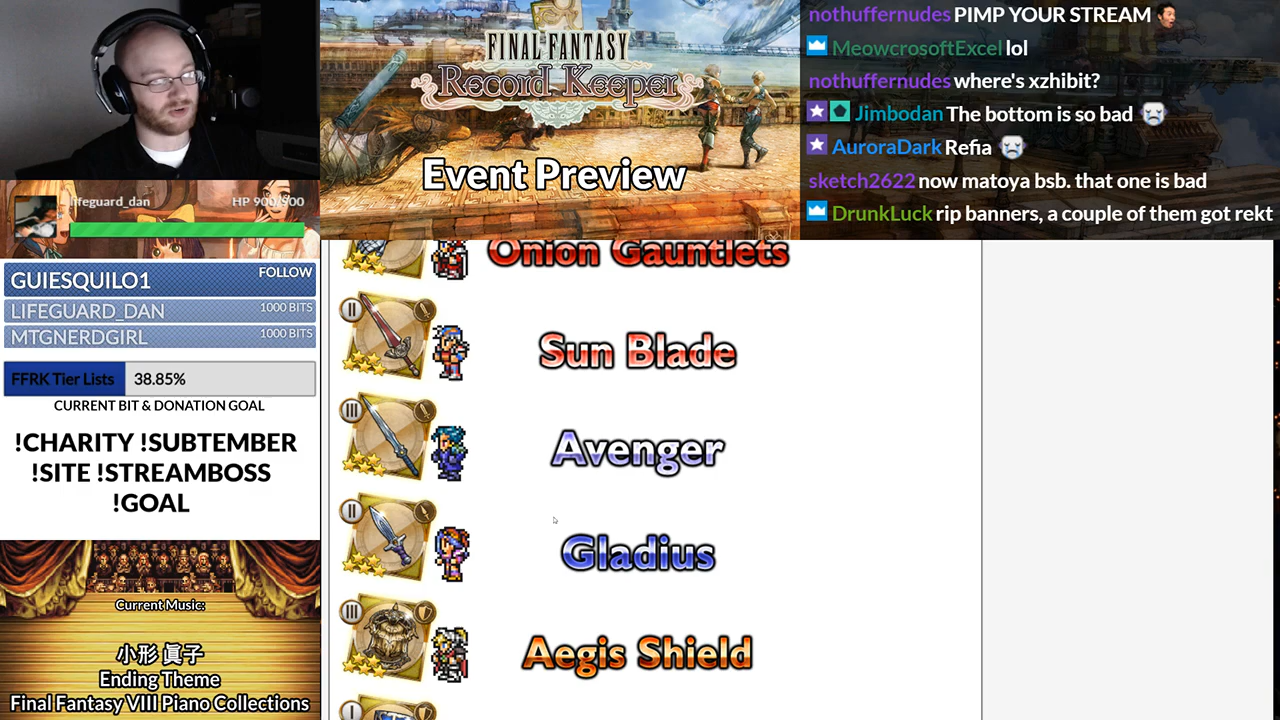 FINAL FANTASY
Record Keeper
Event Preview
nothuffernudes PIMP YOUR STREAM
MeowcrosoftExcel lol
nothuffernudes where's xzhibit?
Jimbodan The bottom is so bad
AuroraDark Refia
sketch2622 now matoya bsb. that one is bad
DrunkLuck rip banners, a couple of them got rekt
lifeguard_dan HP 900/900
GUIESQUILO1 FOLLOW
LIFEGUARD_DAN 1000 BITS
MTGNERDGIRL 1000 BITS
FFRK Tier Lists 38.85%
CURRENT BIT & DONATION GOAL
!CHARITY !SUBTEMBER
!SITE !STREAMBOSS
!GOAL
Current Music:
小形 眞子
Ending Theme
Final Fantasy VIII Piano Collections
Onion Gauntlets
II
Sun Blade
III
Avenger
II
Gladius
III
Aegis Shield
I